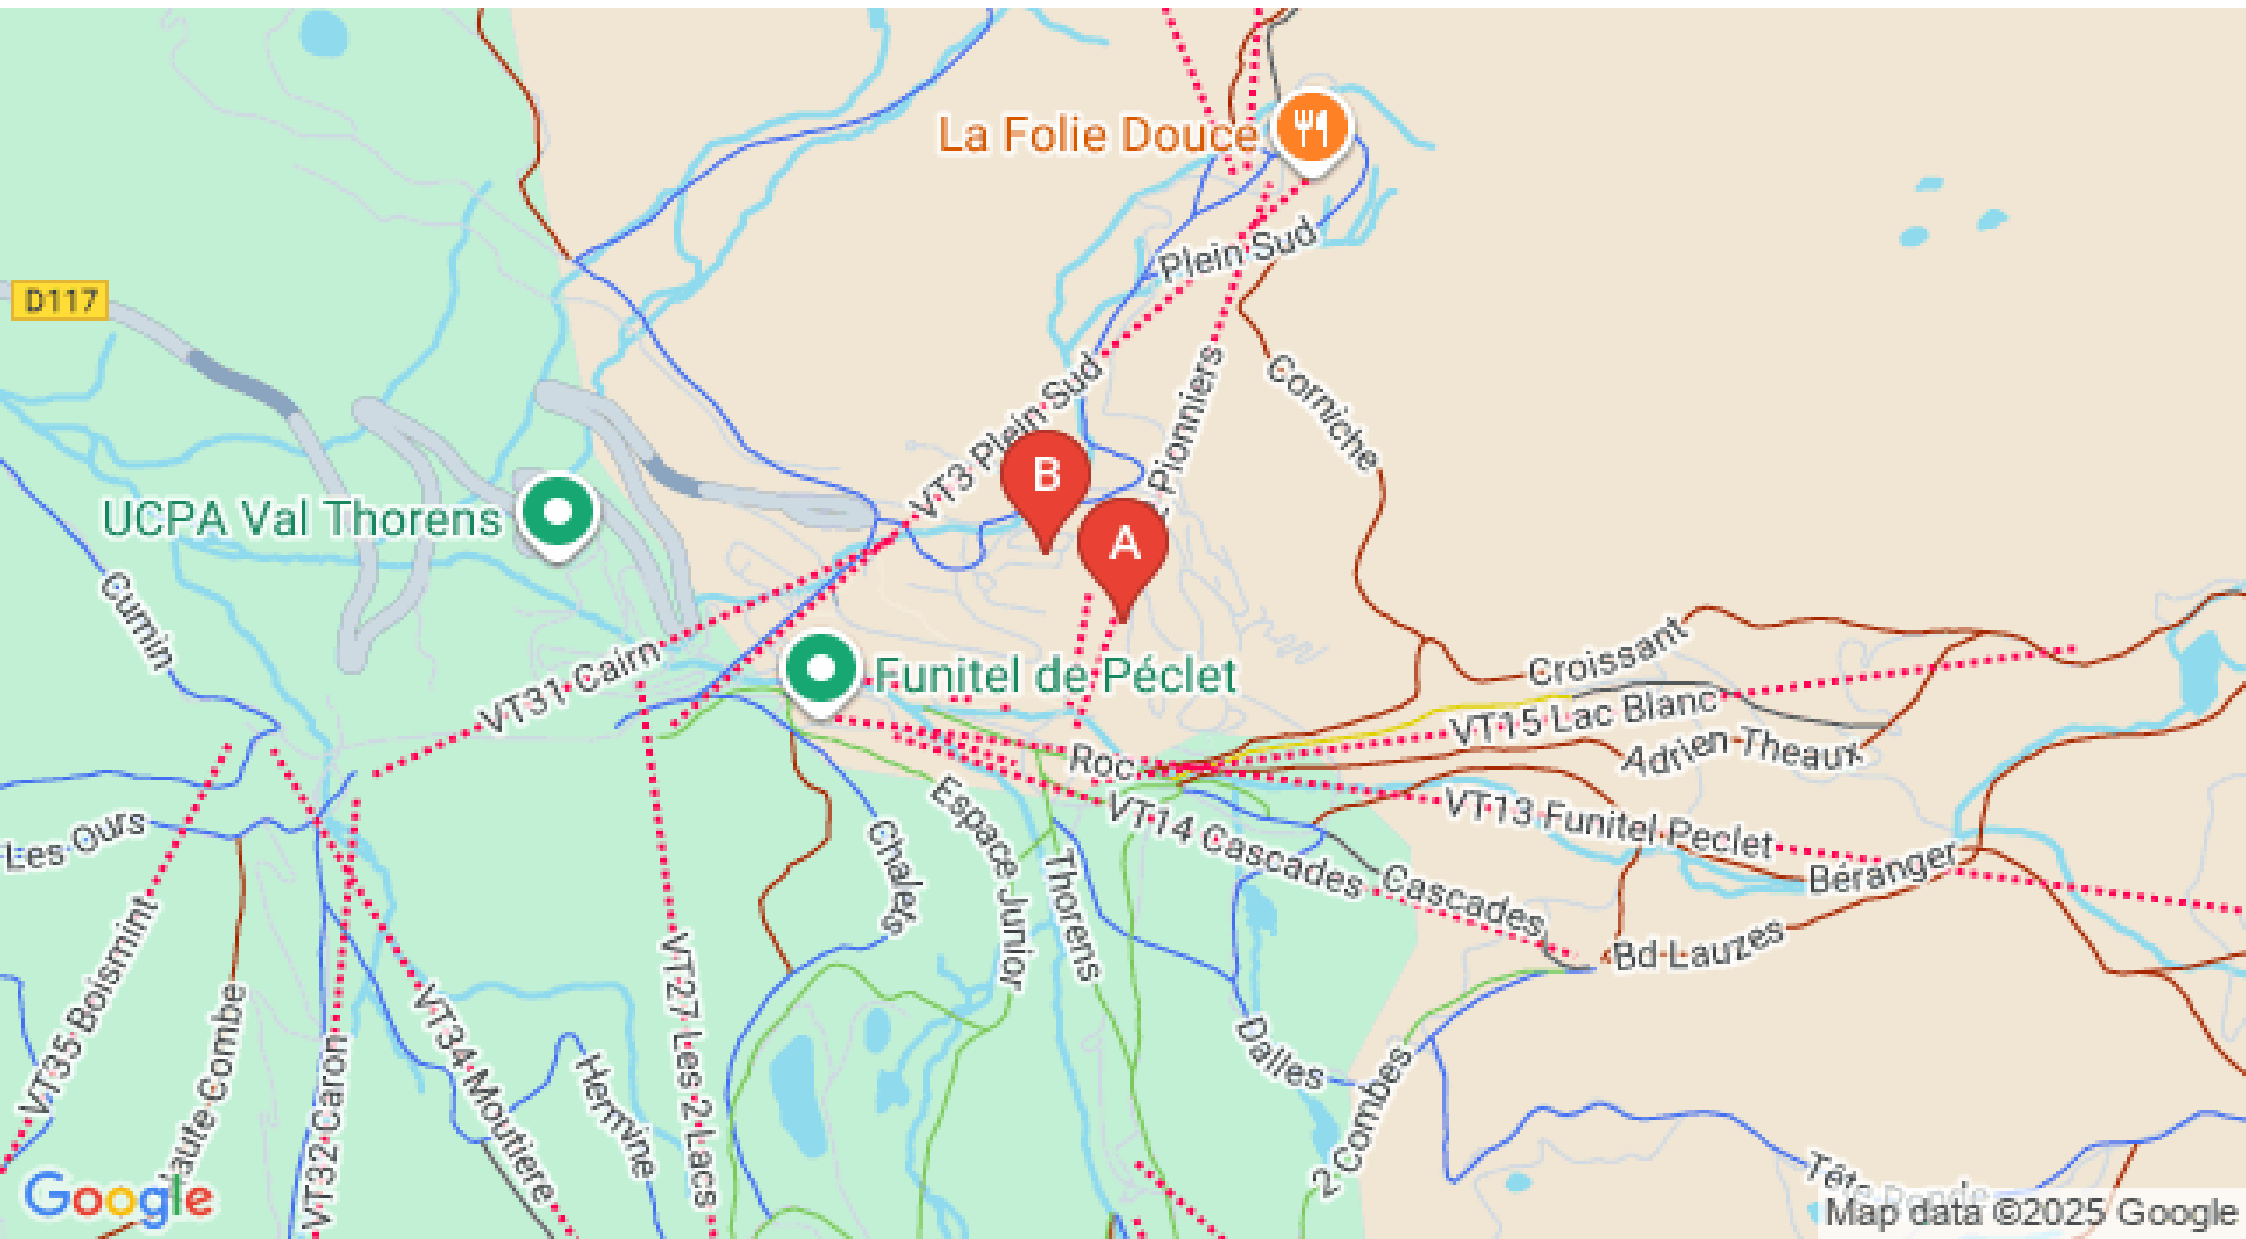 La Folie Douce
Plein Sud
D117
VT3 Plein Sud
Pionniers
Corniche
B
A
UCPA Val Thorens
Cumin
VT31 Cairn
Funitel de Péclet
Croissant
VT15 Lac Blanc
Adrien Theaux
Roc
VT14 Cascades
VT13 Funitel Peclet
Les Ours
Chalets
Espace Junior
Thorens
Cascades
Béranger
Bd Lauzes
VT35 Boismint
Haute Combe
VT32 Caron
VT34 Moutiere
Hermine
VT27 Les 2 Lacs
Dalles
2 Combes
Google
Map data ©2025 Google